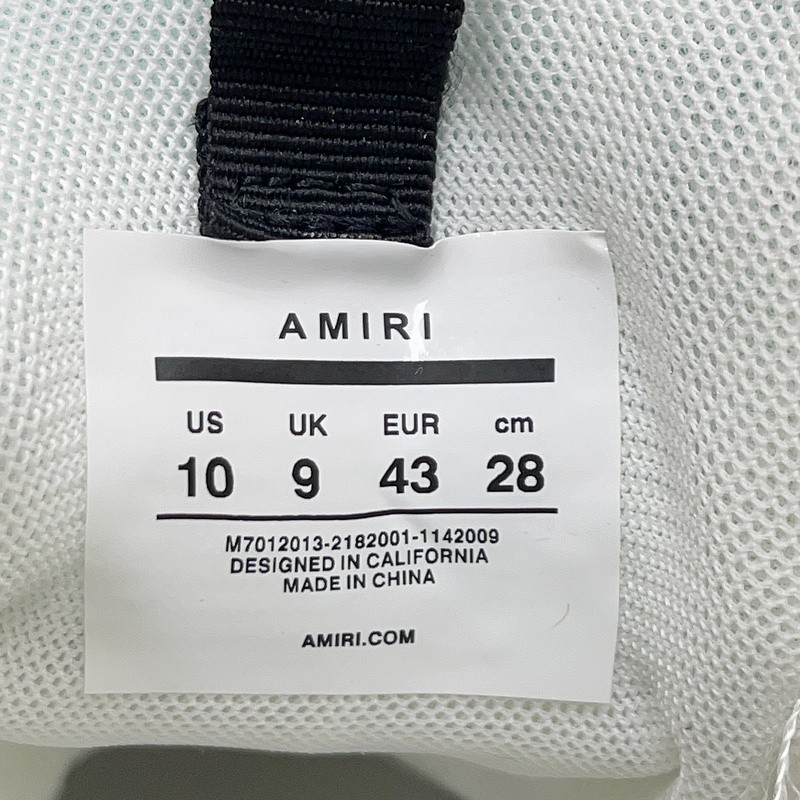 AMIRI
US UK EUR cm
10 9 43 28
M7012013-2182001-1142009
DESIGNED IN CALIFORNIA
MADE IN CHINA
AMIRI.COM